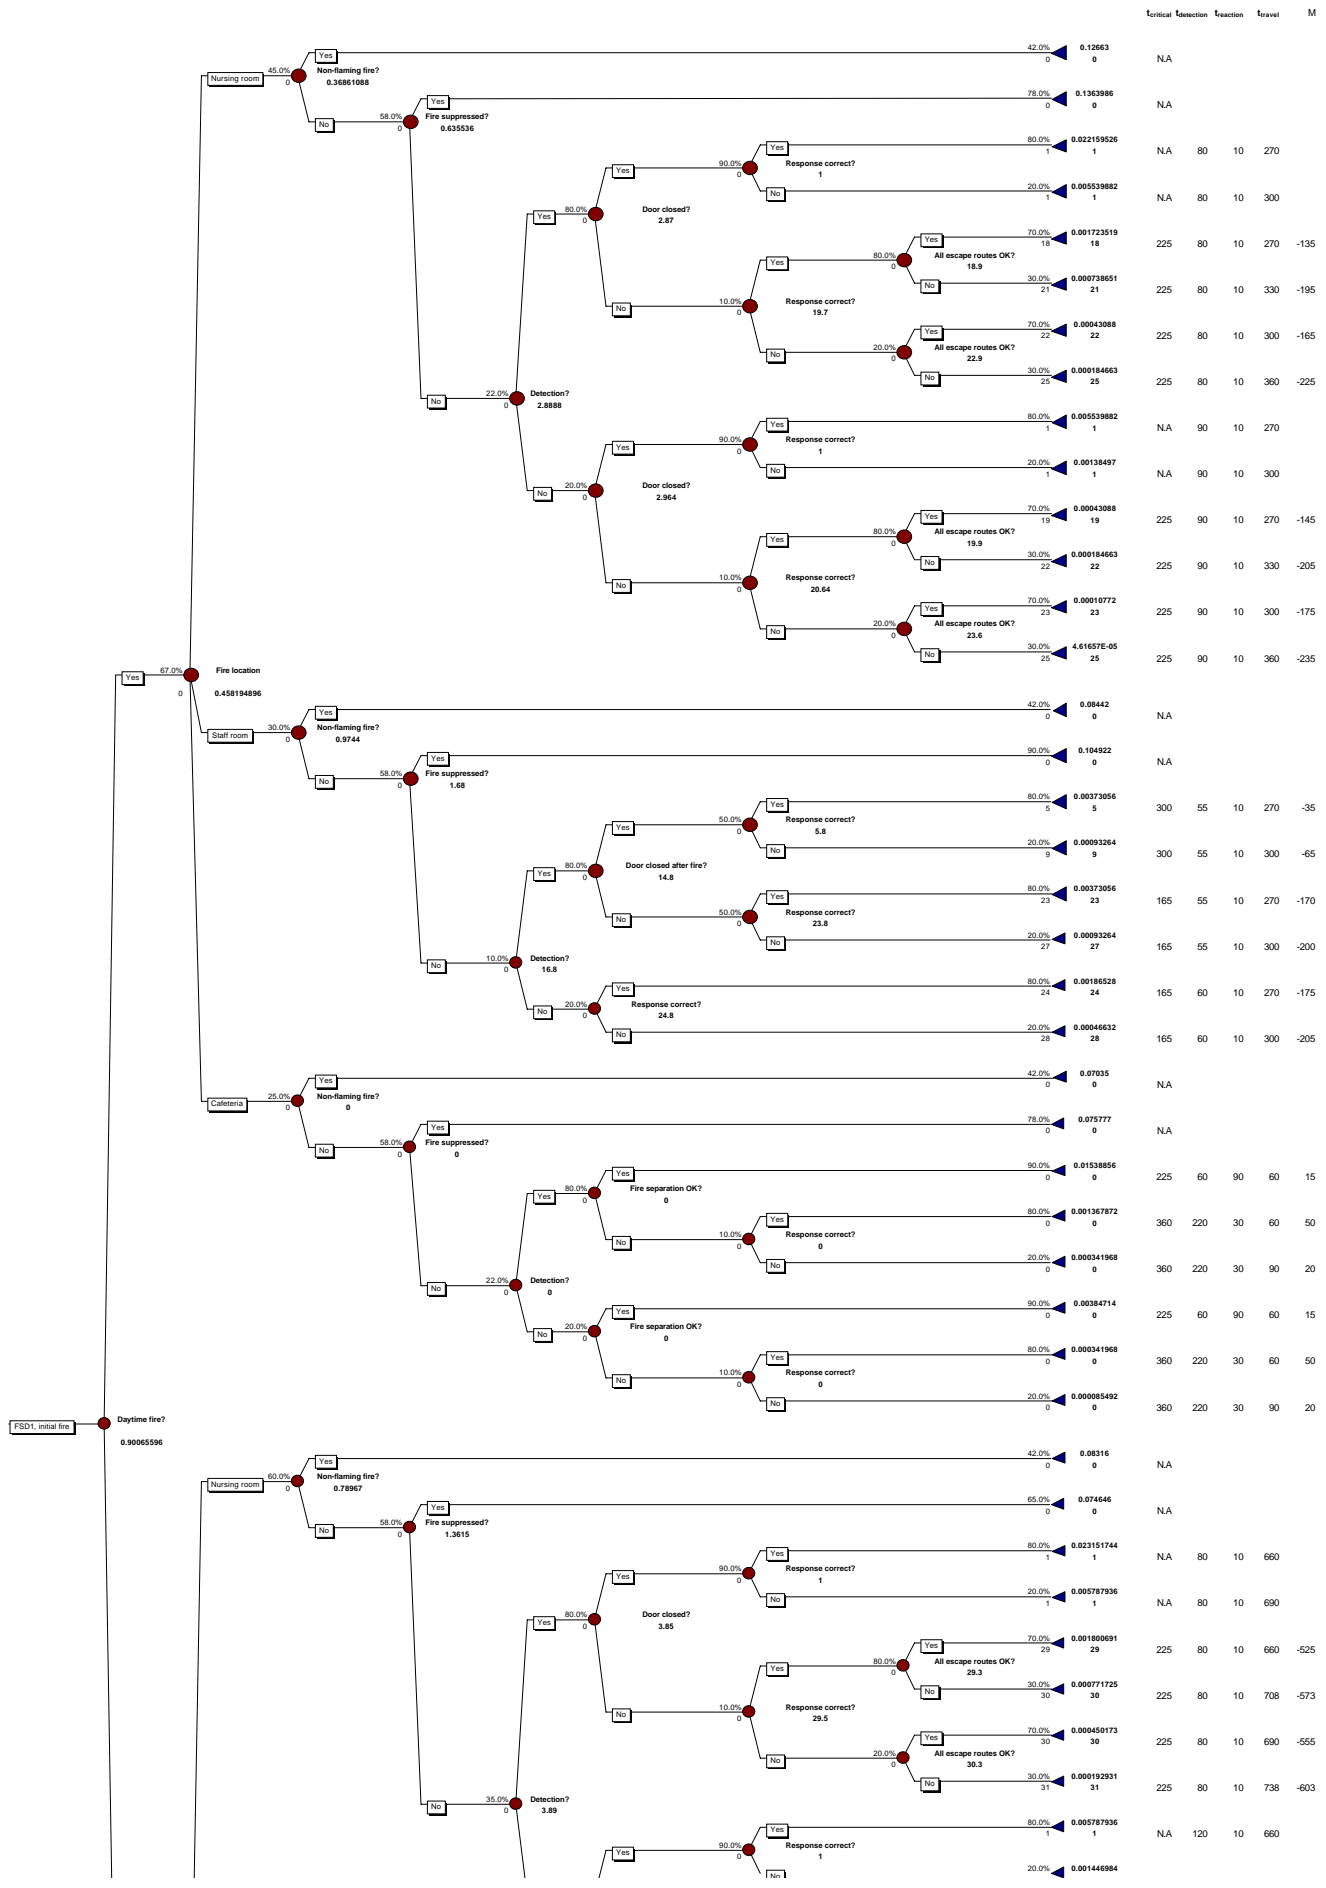 tcritical tdetection treaction ttravel M
Yes 42.0% 0.12663
0 0 N.A
Nursing room 45.0% Non-flaming fire?
0 0.36861088
Yes 78.0% 0.1363986
0 0 N.A
No 58.0% Fire suppressed?
0 0.635536
Yes 80.0% 0.022159526
1 1 N.A 80 10 270
Yes 90.0% Response correct?
0 1
No 20.0% 0.005539882
1 1 N.A 80 300
10
Yes 80.0% Door closed?
0 2.87
Yes 70.0% 0.001723519
18 18 225 80 10 270 -135
Yes 80.0% All escape routes OK?
0 18.9
No 30.0% 0.000738651
21 21 225 80 10 330 -195
No 10.0% Response correct?
0 19.7
Yes 70.0% 0.00043088
22 22 225 80 10 300 -165
No 20.0% All escape routes OK?
0 22.9
No 30.0% 0.000184663
25 25 225 80 10 360 -225
No 22.0% Detection?
0 2.8888
Yes 80.0% 0.005539882
1 1 N.A 90 10 270
Yes 90.0% Response correct?
0 1
No 20.0% 0.00138497
1 1 N.A 90 10 300
No 20.0% Door closed?
0 2.964
Yes 70.0% 0.00043088
19 19 225 90 10 270 -145
Yes 80.0% All escape routes OK?
0 19.9
No 30.0% 0.000184663
22 22 225 90 10 330 -205
No 10.0% Response correct?
0 20.64
Yes 70.0% 0.00010772
23 23 225 90 10 300 -175
No 20.0% All escape routes OK?
0 23.6
No 30.0% 4.61657E-05
25 25 225 90 10 360 -235
Yes 67.0% Fire location
0 0.458194896
Yes 42.0% 0.08442
0 0 N.A
Staff room 30.0% Non-flaming fire?
0 0.9744
Yes 90.0% 0.104922
0 0 N.A
No 58.0% Fire suppressed?
0 1.68
Yes 80.0% 0.00373056
5 5 300 55 10 270 -35
Yes 50.0% Response correct?
0 5.8
No 20.0% 0.00093264
9 9 300 55 10 300 -65
Yes 80.0% Door closed after fire?
0 14.8
Yes 80.0% 0.00373056
23 23 165 55 10 270 -170
No 50.0% Response correct?
0 23.8
No 20.0% 0.00093264
27 27 165 55 10 300 -200
No 10.0% Detection?
0 16.8
Yes 80.0% 0.00186528
24 24 165 60 10 270 -175
No 20.0% Response correct?
0 24.8
No 20.0% 0.00046632
28 28 165 60 10 300 -205
Yes 42.0% 0.07035
0 0 N.A
Cafeteria 25.0% Non-flaming fire?
0 0
Yes 78.0% 0.075777
0 0 N.A
No 58.0% Fire suppressed?
0 0
Yes 90.0% 0.01538856
0 0 225 60 90 60 15
Yes 80.0% Fire separation OK?
0 0
Yes 80.0% 0.001367872
0 0 360 220 30 60 50
No 10.0% Response correct?
0 0
No 20.0% 0.000341968
0 0 360 220 30 90 20
No 22.0% Detection?
0 0
Yes 90.0% 0.00384714
0 0 225 60 90 60 15
No 20.0% Fire separation OK?
0 0
Yes 80.0% 0.000341968
0 0 360 220 30 60 50
No 10.0% Response correct?
0 0
No 20.0% 0.000085492
0 0 360 220 30 90 20
FSD1, initial fire Daytime fire?
0.90065596
Yes 42.0% 0.08316
0 0 N.A
Nursing room 60.0% Non-flaming fire?
0 0.78967
Yes 65.0% 0.074646
0 0 N.A
No 58.0% Fire suppressed?
0 1.3615
Yes 80.0% 0.023151744
1 1 N.A 80 10 660
Yes 90.0% Response correct?
0 1
No 20.0% 0.005787936
1 1 N.A 80 10 690
Yes 80.0% Door closed?
0 3.85
Yes 70.0% 0.001800691
29 29 225 80 10 660 -525
Yes 80.0% All escape routes OK?
0 29.3
No 30.0% 0.000771725
30 30 225 80 10 708 -573
No 10.0% Response correct?
0 29.5
Yes 70.0% 0.000450173
30 30 225 80 10 690 -555
No 20.0% All escape routes OK?
0 30.3
No 30.0% 0.000192931
31 31 225 80 10 738 -603
No 35.0% Detection?
0 3.89
Yes 80.0% 0.005787936
1 1 N.A 120 10 660
Yes 90.0% Response correct?
0 1
No 20.0% 0.001446984